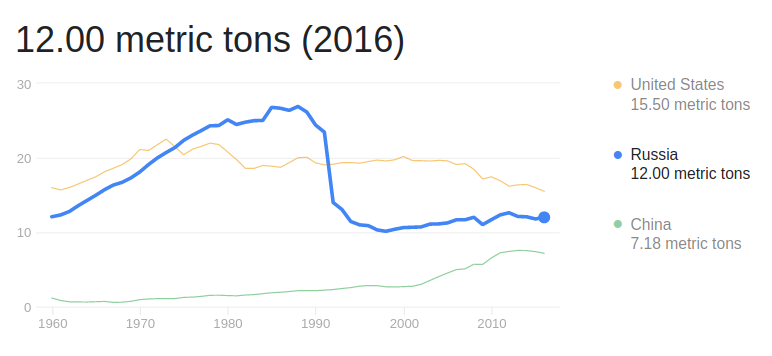 12.00 metric tons (2016)
30
20
10
0
1960 1970 1980 1990 2000 2010
United States
15.50 metric tons
Russia
12.00 metric tons
China
7.18 metric tons